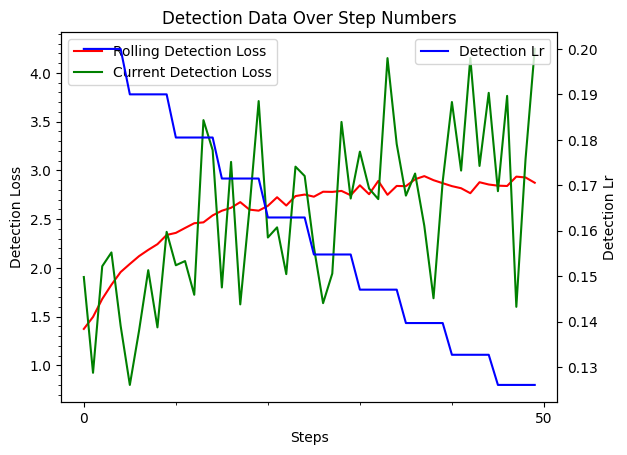 Detection Data Over Step Numbers
Rolling Detection Loss
Current Detection Loss
Detection Lr
4.0
3.5
3.0
2.5
2.0
1.5
1.0
Detection Loss
0.20
0.19
0.18
0.17
0.16
0.15
0.14
0.13
Detection Lr
0
50
Steps